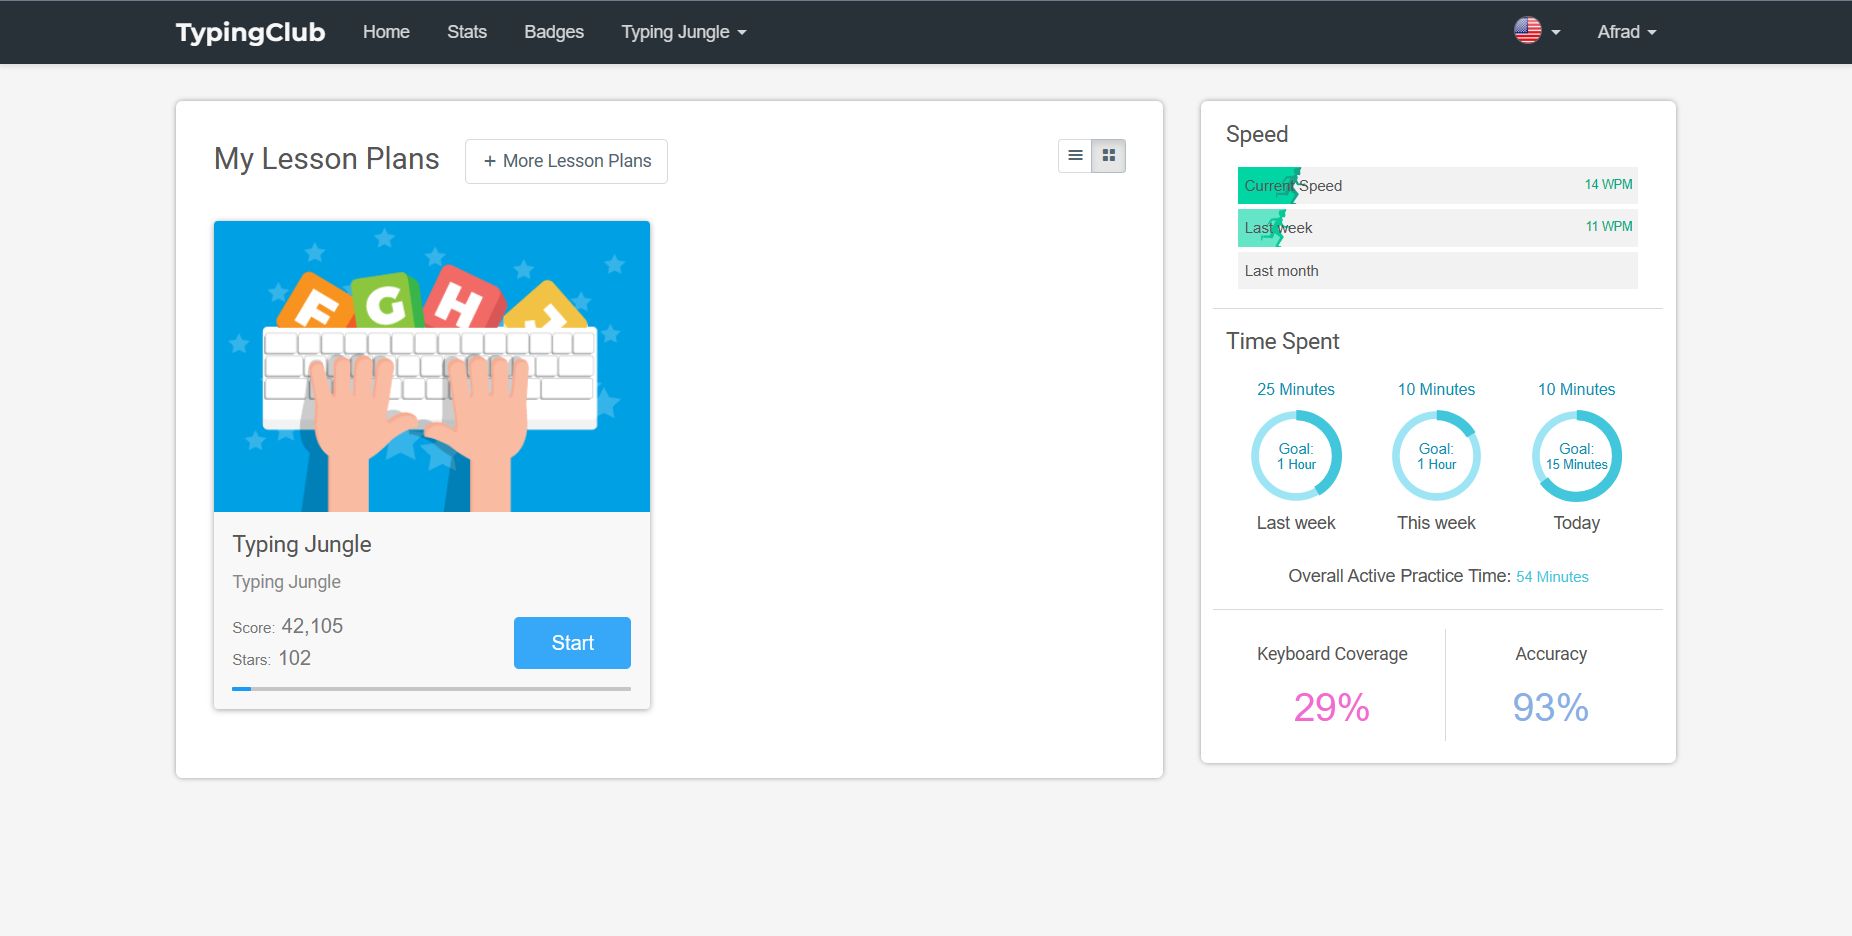 TypingClub Home Stats Badges Typing Jungle Afrad
My Lesson Plans
+ More Lesson Plans
F G H J
Typing Jungle
Typing Jungle
Score: 42,105
Stars: 102
Start
Speed
Current Speed 14 WPM
Last week 11 WPM
Last month
Time Spent
25 Minutes 10 Minutes 10 Minutes
Goal: Goal: Goal:
1 Hour 1 Hour 15 Minutes
Last week This week Today
Overall Active Practice Time: 54 Minutes
Keyboard Coverage Accuracy
29% 93%